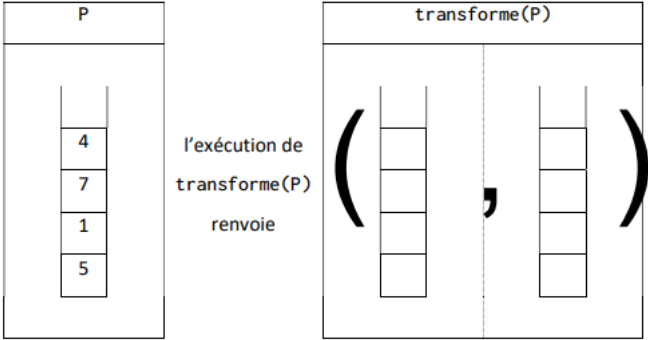 P
transforme(P)
4
7
1
5
l'exécution de
transforme(P)
renvoie
( , )